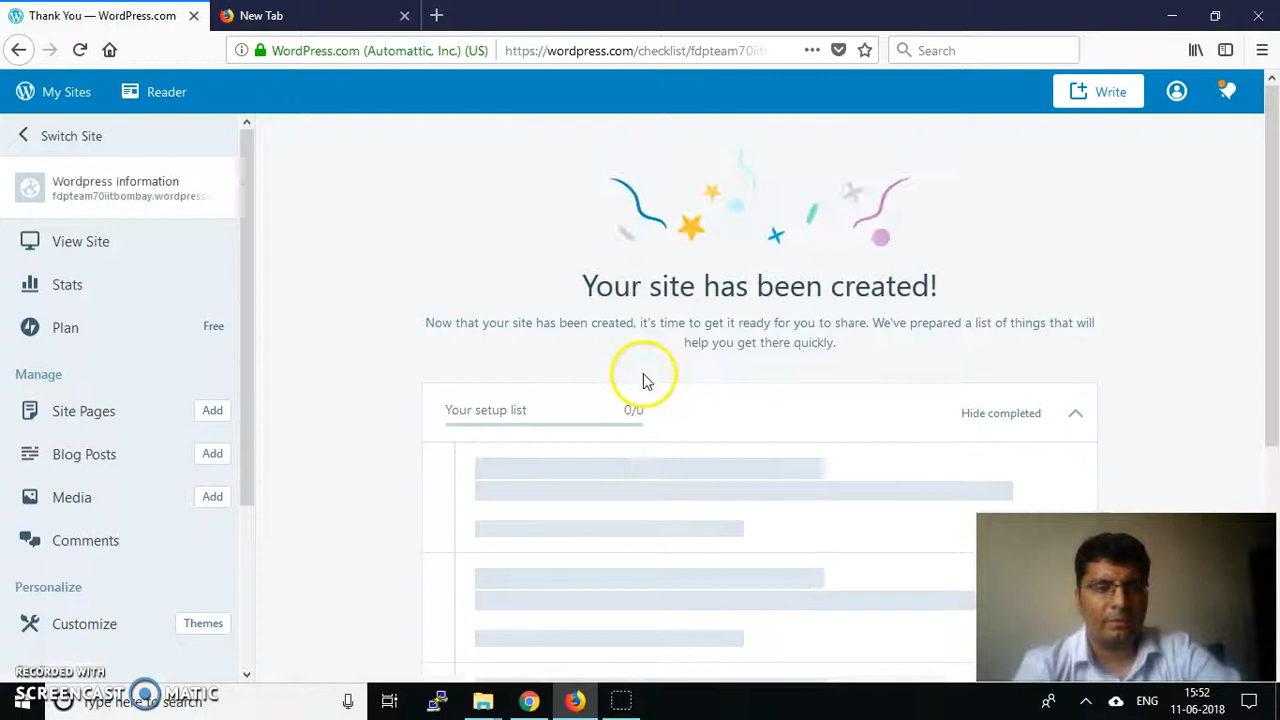 Thank You — WordPress.com
New Tab
WordPress.com (Automattic, Inc.) (US)
https://wordpress.com/checklist/fdpteam70iitb
Search
My Sites
Reader
Write
Switch Site
Wordpress Information
fdpteam70iitbombay.wordpress.
View Site
Stats
Plan
Free
Manage
Site Pages
Add
Blog Posts
Add
Media
Add
Comments
Personalize
Customize
Themes
Your site has been created!
Now that your site has been created, it's time to get it ready for you to share. We've prepared a list of things that will
help you get there quickly.
Your setup list
0/0
Hide completed
RECORDED WITH
SCREENCAST MATIC
Type here to search
ENG
15:52
11-06-2018